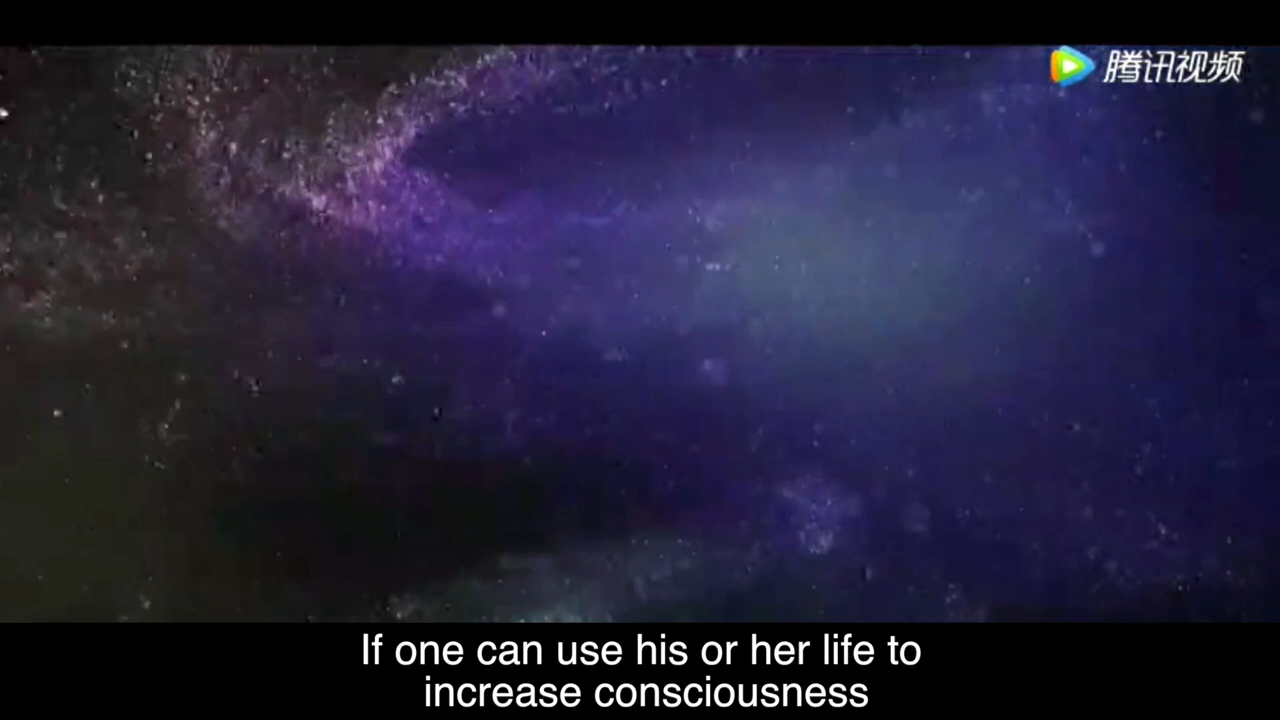 腾讯视频
If one can use his or her life to
increase consciousness